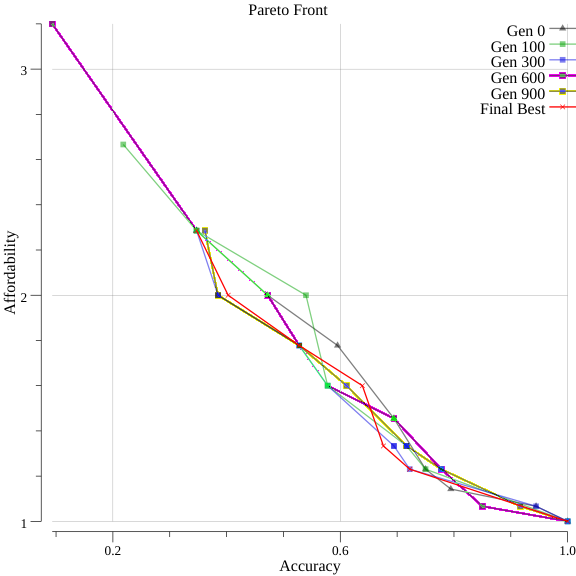 Pareto Front
Gen 0
Gen 100
Gen 300
Gen 600
Gen 900
Final Best
3
2
1
Affordability
0.2
0.6
1.0
Accuracy